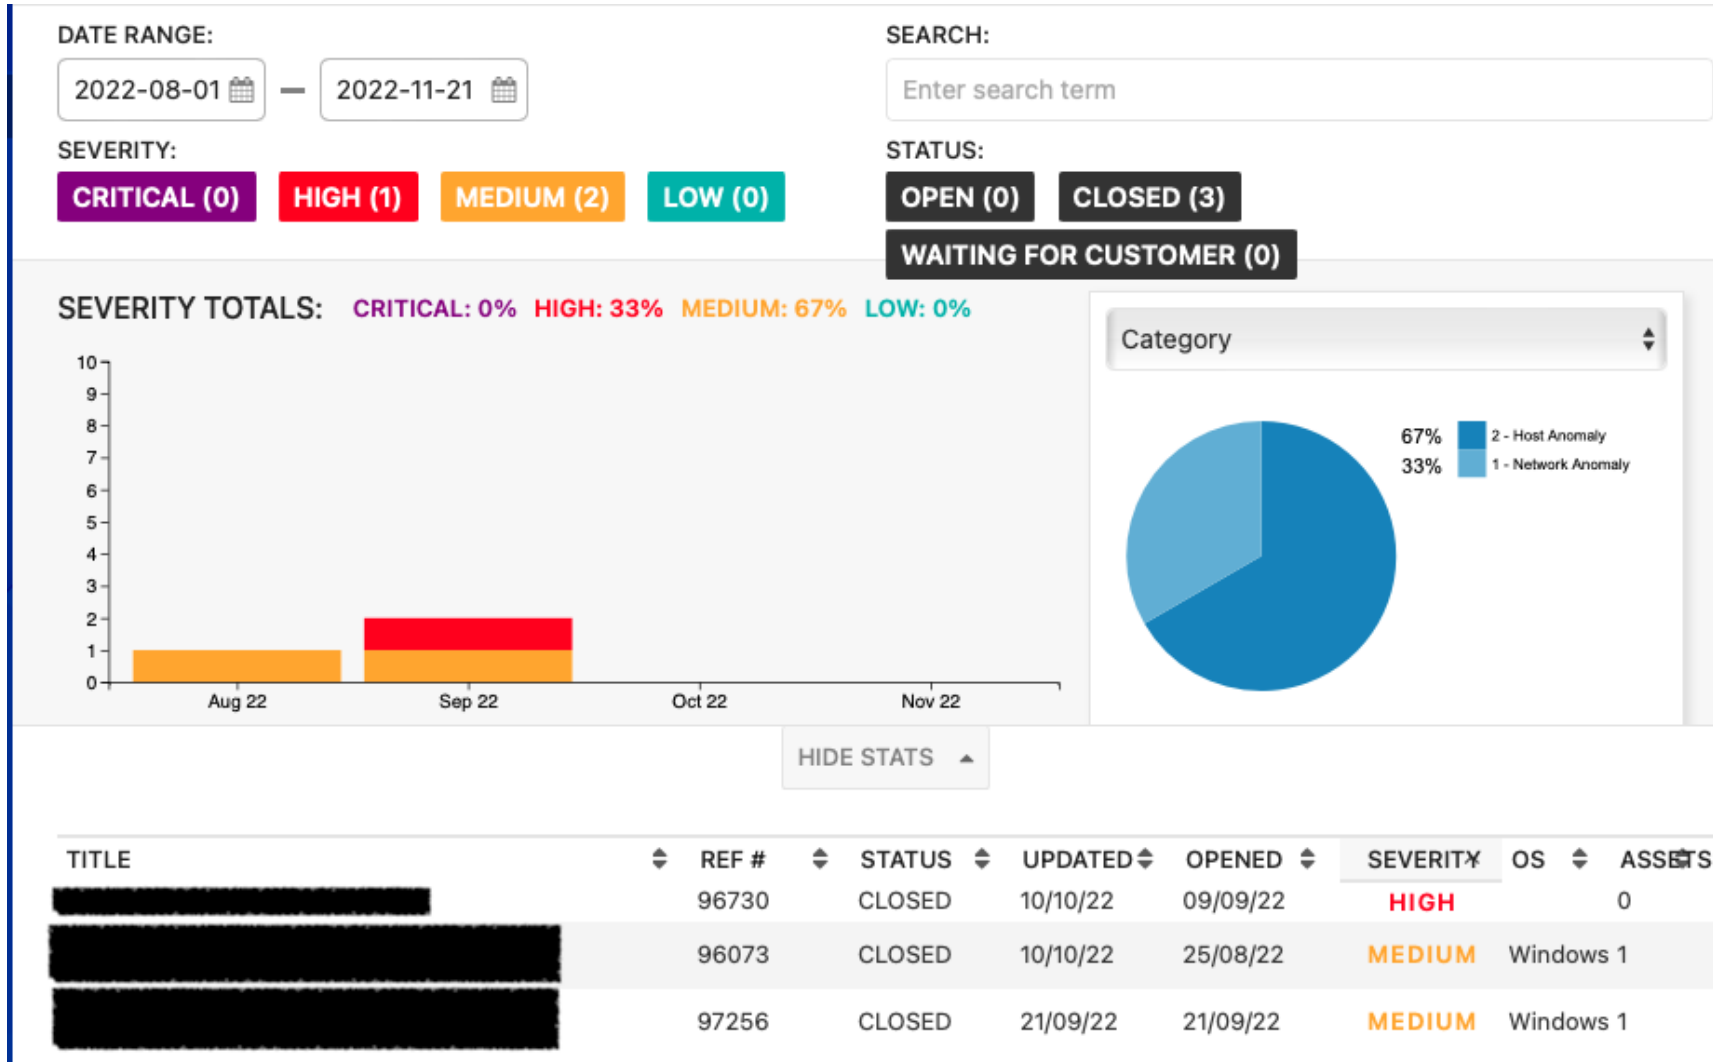 DATE RANGE:
2022-08-01 — 2022-11-21
SEARCH:
Enter search term
SEVERITY:
CRITICAL (0) HIGH (1) MEDIUM (2) LOW (0)
STATUS:
OPEN (0) CLOSED (3)
WAITING FOR CUSTOMER (0)
SEVERITY TOTALS: CRITICAL: 0% HIGH: 33% MEDIUM: 67% LOW: 0%
10
9
8
7
6
5
4
3
2
1
0
Aug 22 Sep 22 Oct 22 Nov 22
Category
67% 2 - Host Anomaly
33% 1 - Network Anomaly
HIDE STATS
TITLE REF # STATUS UPDATED OPENED SEVERITY OS ASSETS
96730 CLOSED 10/10/22 09/09/22 HIGH 0
96073 CLOSED 10/10/22 25/08/22 MEDIUM Windows 1
97256 CLOSED 21/09/22 21/09/22 MEDIUM Windows 1